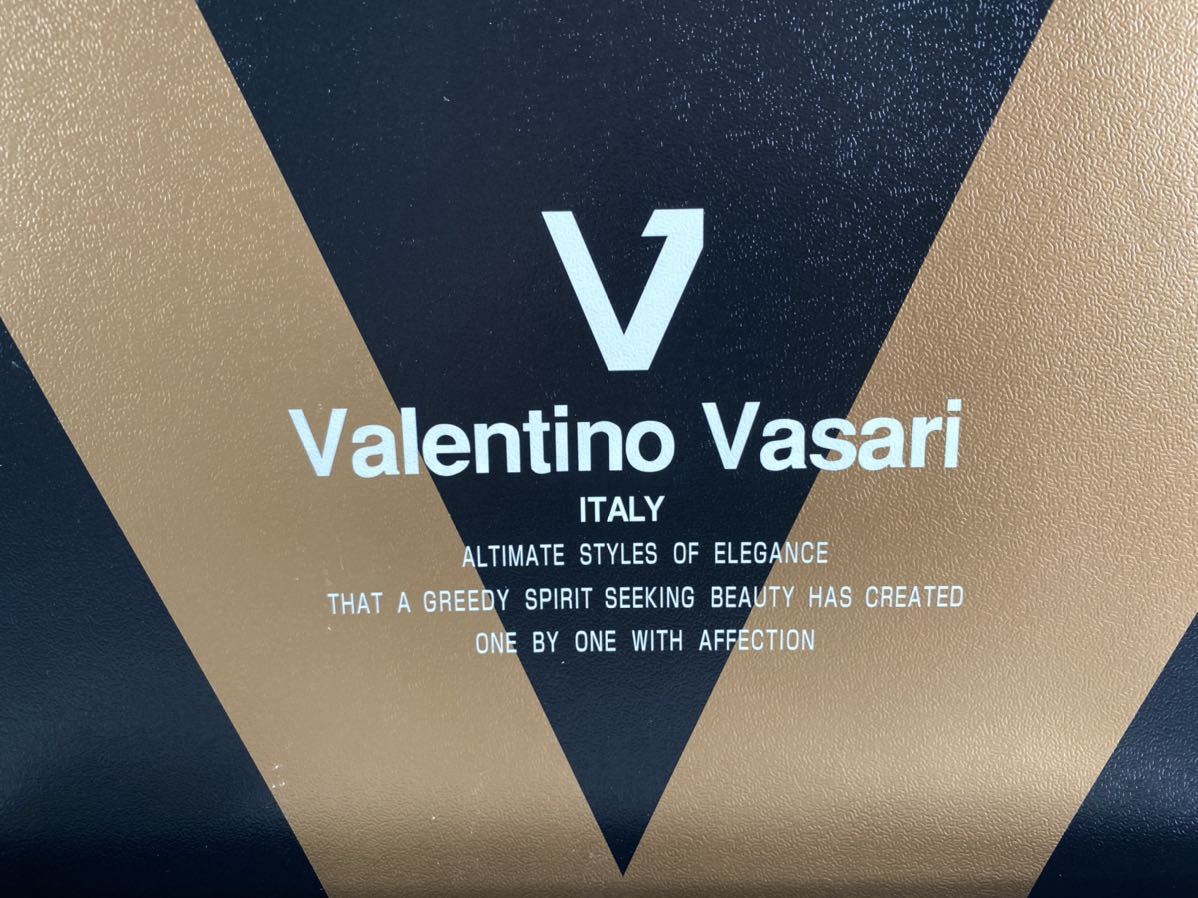 V
Valentino Vasari
ITALY
ALTIMATE STYLES OF ELEGANCE
THAT A GREEDY SPIRIT SEEKING BEAUTY HAS CREATED
ONE BY ONE WITH AFFECTION